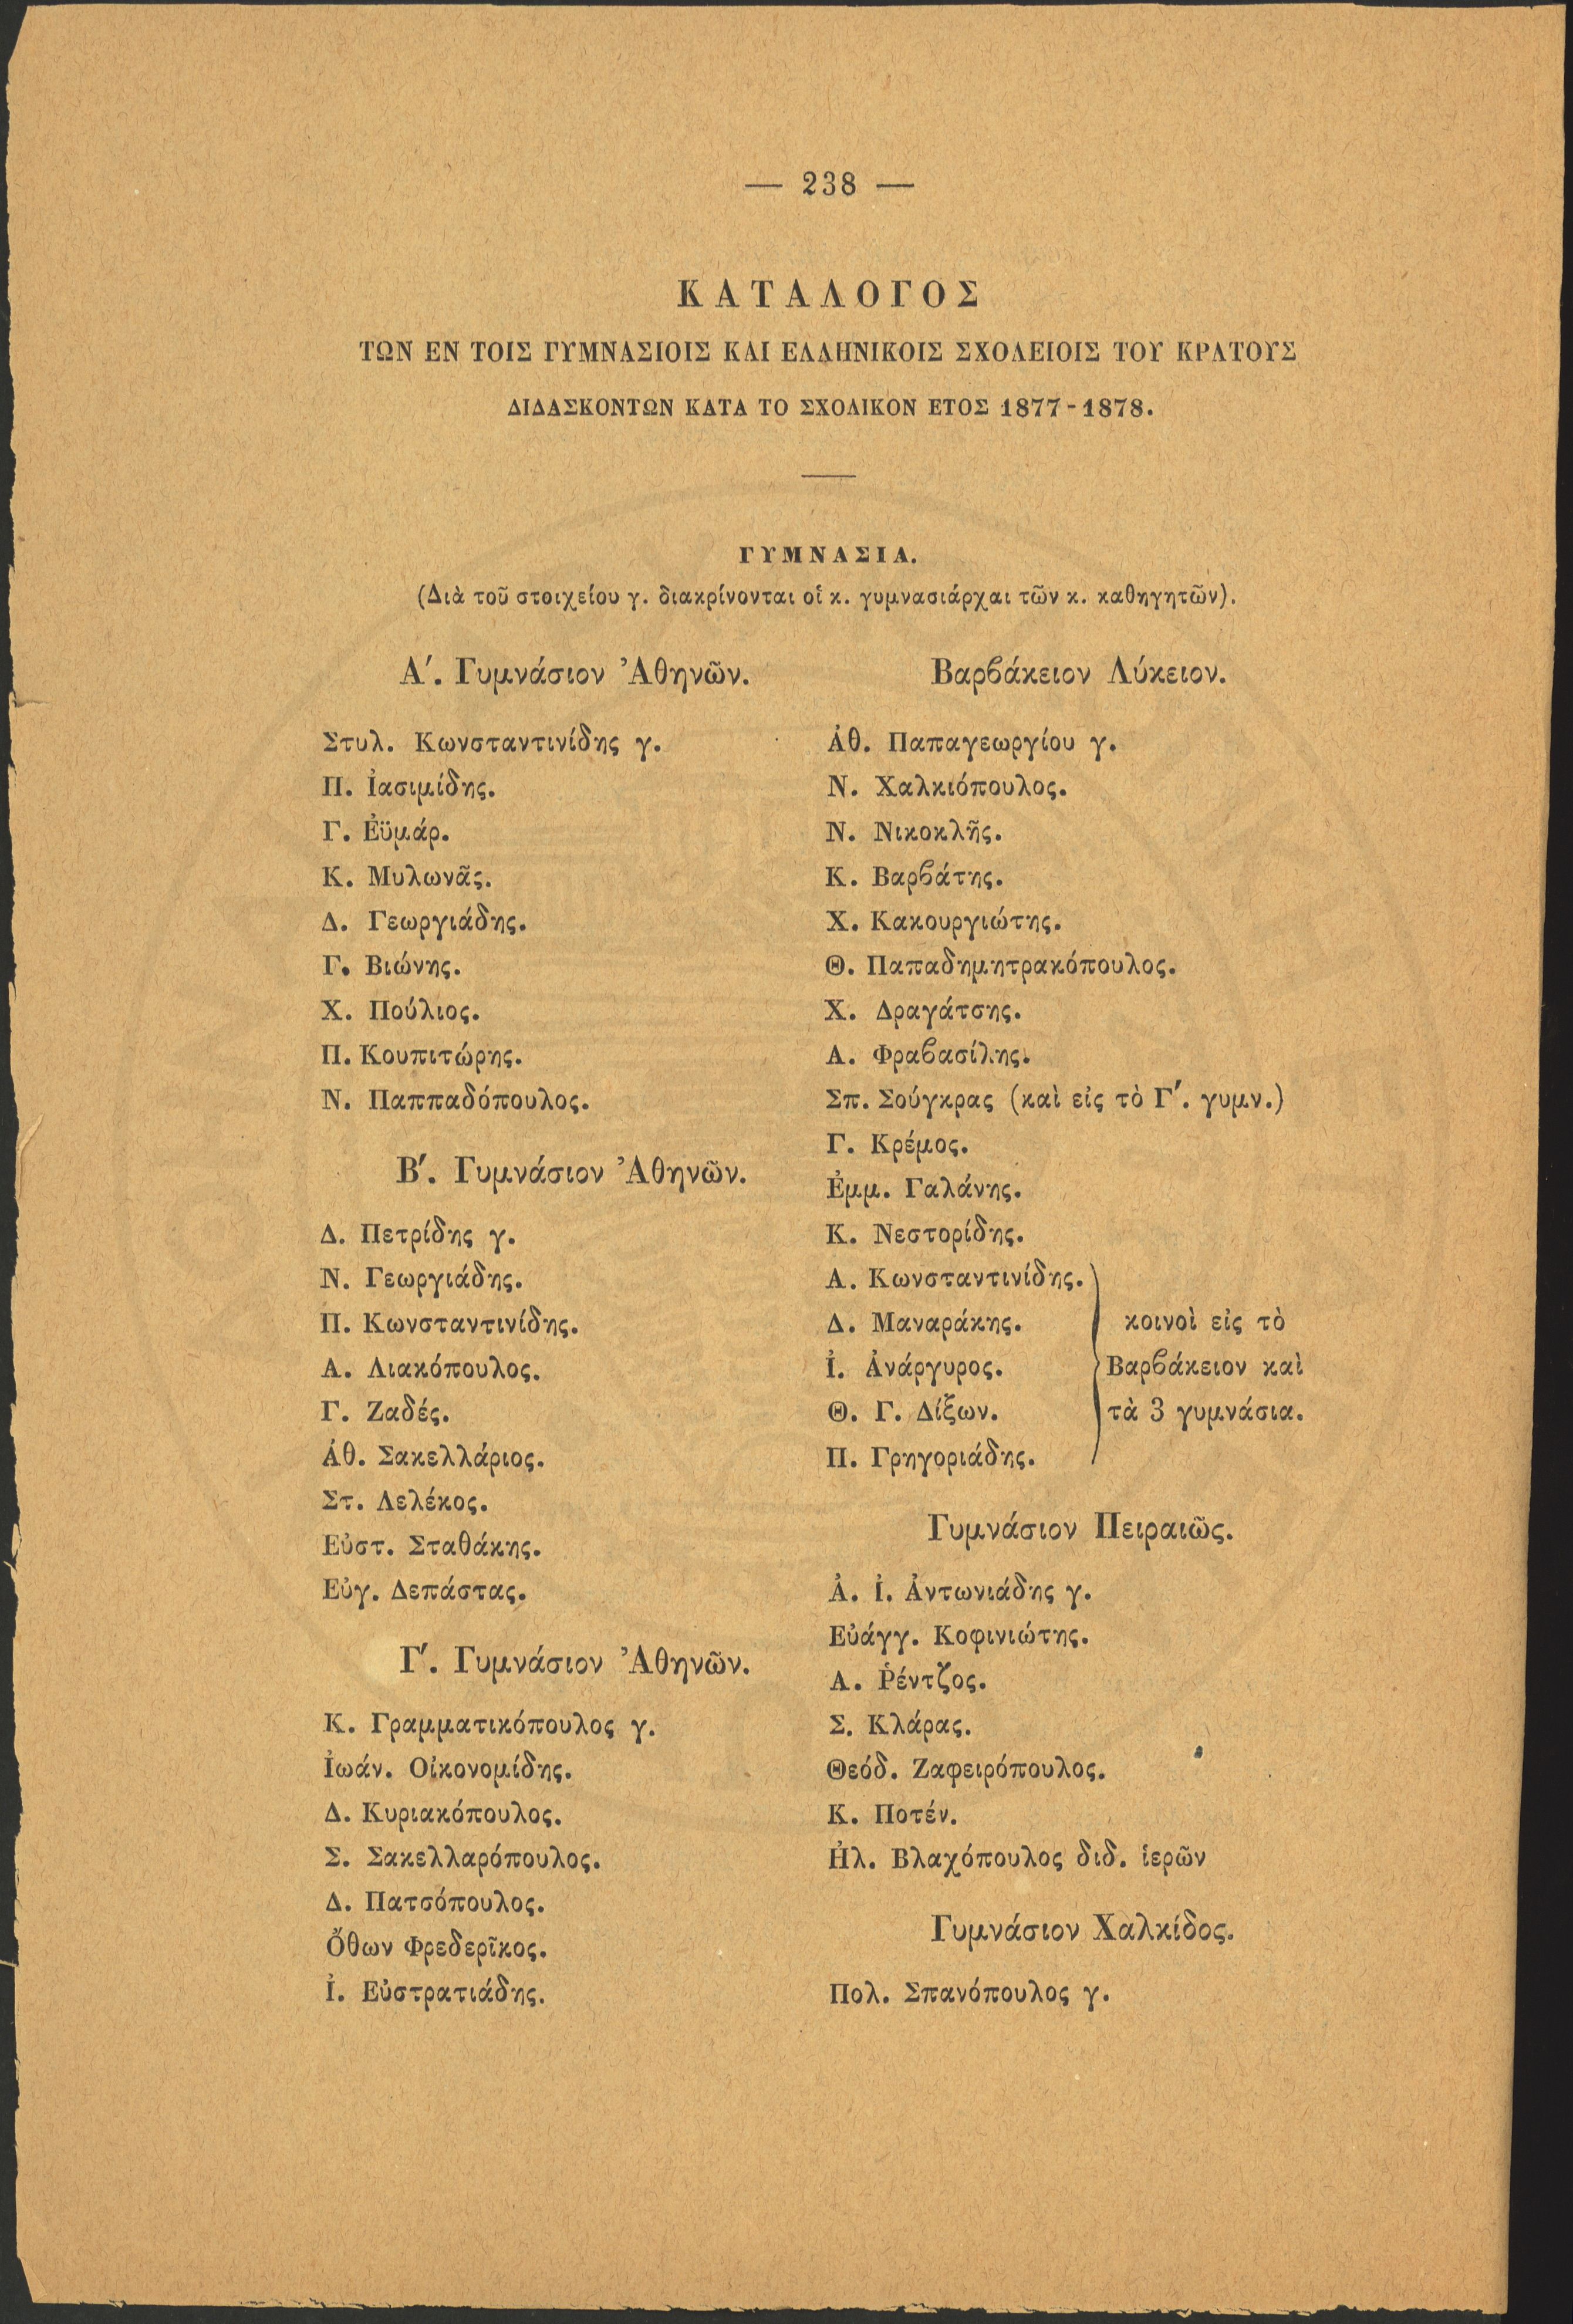 — 238 —
ΚΑΤΑΛΟΓΟΣ
ΤΩΝ ΕΝ ΤΟΙΣ ΓΥΜΝΑΣΙΟΙΣ ΚΑΙ ΕΛΛΗΝΙΚΟΙΣ ΣΧΟΛΕΙΟΙΣ ΤΟΥ ΚΡΑΤΟΥΣ
ΔΙΔΑΣΚΟΝΤΩΝ ΚΑΤΑ ΤΟ ΣΧΟΛΙΚΟΝ ΕΤΟΣ 1877-1878.
ΓΥΜΝΑΣΙΑ.
(Διὰ τοῦ στοιχείου γ. διακρίνονται οἱ κ. γυμνασιάρχαι τῶν κ. καθηγητῶν).
Α΄. Γυμνάσιον Ἀθηνῶν.
Στυλ. Κωνσταντινίδης γ.
Π. Ἰασιμίδης.
Γ. Ἐϋμάρ.
Κ. Μυλωνᾶς.
Δ. Γεωργιάδης.
Γ. Βιώνης.
Χ. Πούλιος.
Π. Κουπιτώρης.
Ν. Παππαδόπουλος.
Β΄. Γυμνάσιον Ἀθηνῶν.
Δ. Πετρίδης γ.
Ν. Γεωργιάδης.
Π. Κωνσταντινίδης.
Α. Λιακόπουλος.
Γ. Ζαδές.
Ἀθ. Σακελλάριος.
Στ. Λελέκος.
Εὐστ. Σταθάκης.
Εὐγ. Δεπάστας.
Γ΄. Γυμνάσιον Ἀθηνῶν.
Κ. Γραμματικόπουλος γ.
Ἰωάν. Οἰκονομίδης.
Δ. Κυριακόπουλος.
Σ. Σακελλαρόπουλος.
Δ. Πατσόπουλος.
Ὄθων Φρεδερῖκος.
Ἰ. Εὐστρατιάδης.
Βαρϐάκειον Λύκειον.
Ἀθ. Παπαγεωργίου γ.
Ν. Χαλκιόπουλος.
Ν. Νικοκλῆς.
Κ. Βαρϐάτης.
Χ. Κακουργιώτης.
Θ. Παπαδημητρακόπουλος.
Χ. Δραγάτσης.
Α. Φραϐασίλης.
Σπ. Σούγκρας (καὶ εἰς τὸ Γ΄. γυμν.)
Γ. Κρέμος.
Ἐμμ. Γαλάνης.
Κ. Νεστορίδης.
Α. Κωνσταντινίδης.
Δ. Μαναράκης. κοινοὶ εἰς τὸ
Ἰ. Ἀνάργυρος. Βαρϐάκειον καὶ
Θ. Γ. Δίξων. τὰ 3 γυμνάσια.
Π. Γρηγοριάδης.
Γυμνάσιον Πειραιῶς.
Ἀ. Ἰ. Ἀντωνιάδης γ.
Εὐάγγ. Κοφινιώτης.
Α. Ῥέντζος.
Σ. Κλάρας.
Θεόδ. Ζαφειρόπουλος.
Κ. Ποτέν.
Ἠλ. Βλαχόπουλος διδ. ἱερῶν
Γυμνάσιον Χαλκίδος.
Πολ. Σπανόπουλος γ.